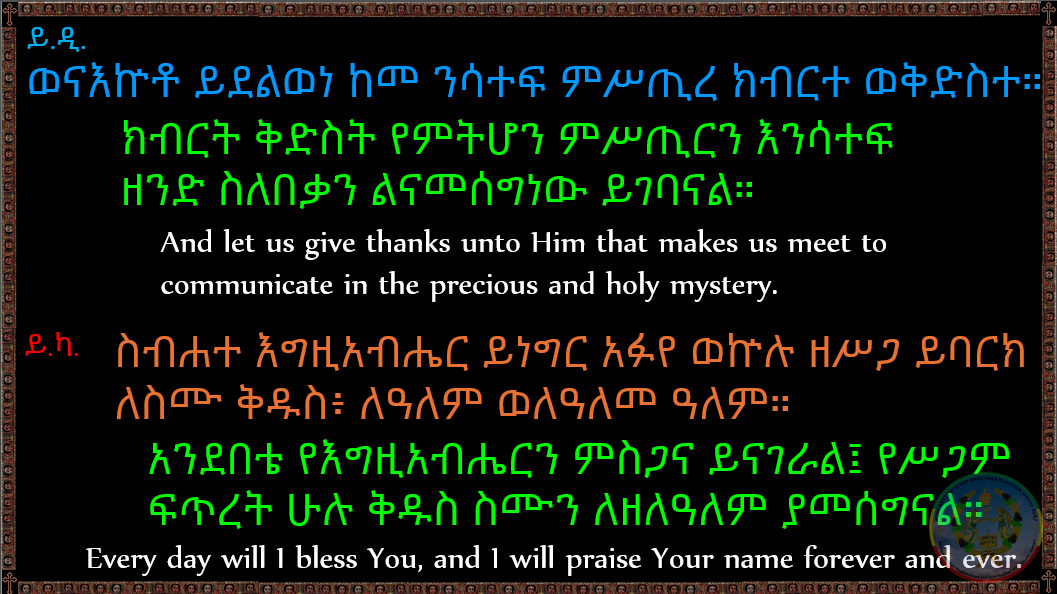 ይ.ዲ.
ወናእኵቶ ይደልወነ ከመ ንሳተፍ ምሥጢረ ክብርተ ወቅድስተ።
ክብርት ቅድስት የምትሆን ምሥጢርን እንሳተፍ
ዘንድ ስለበቃን ልናመሰግነው ይገባናል።
And let us give thanks unto Him that makes us meet to
communicate in the precious and holy mystery.
ይ.ካ.
ስብሐተ እግዚአብሔር ይነግር አፉየ ወኵሉ ዘሥጋ ይባርክ
ለስሙ ቅዱስ፥ ለዓለም ወለዓለመ ዓለም።
አንደበቴ የእግዚአብሔርን ምስጋና ይናገራል፤ የሥጋም
ፍጥረት ሁሉ ቅዱስ ስሙን ለዘለዓለም ያመሰግናል።
Every day will I bless You, and I will praise Your name forever and ever.